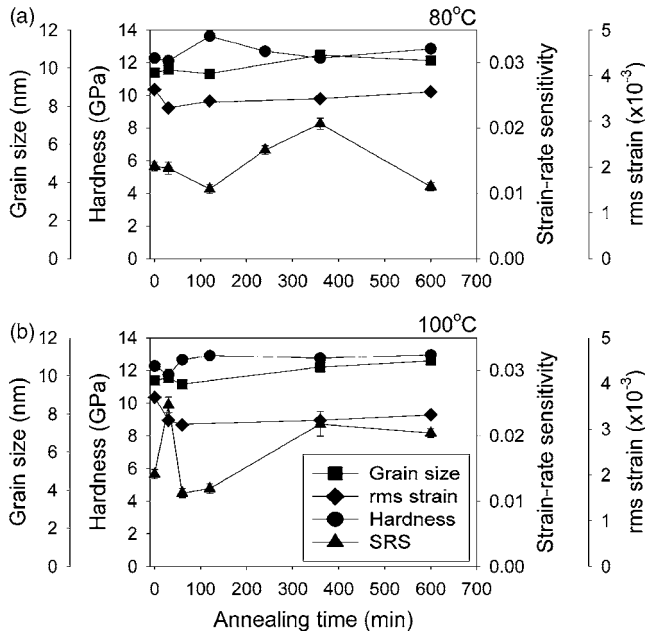 (a)
80°C
Grain size (nm)
12
10
8
6
4
2
0
Hardness (GPa)
14
12
10
8
6
4
2
0
0.03
0.02
0.01
0.00
Strain-rate sensitivity
5
4
3
2
1
0
rms strain (x10⁻³)
0 100 200 300 400 500 600 700
(b)
100°C
Grain size (nm)
12
10
8
6
4
2
0
Hardness (GPa)
14
12
10
8
6
4
2
0
Grain size
rms strain
Hardness
SRS
0.03
0.02
0.01
0.00
Strain-rate sensitivity
5
4
3
2
1
0
rms strain (x10⁻³)
0 100 200 300 400 500 600 700
Annealing time (min)